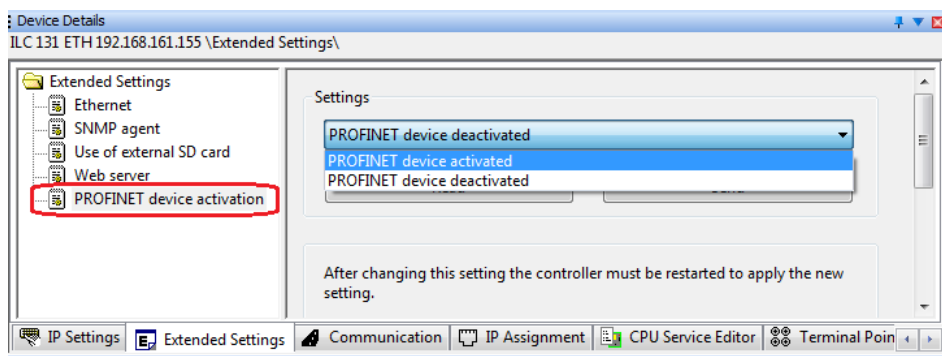 Device Details
ILC 131 ETH 192.168.161.155 \Extended Settings\
Extended Settings
Ethernet
SNMP agent
Use of external SD card
Web server
PROFINET device activation
Settings
PROFINET device deactivated
PROFINET device activated
PROFINET device deactivated
After changing this setting the controller must be restarted to apply the new
setting.
IP Settings Extended Settings Communication IP Assignment CPU Service Editor Terminal Poin